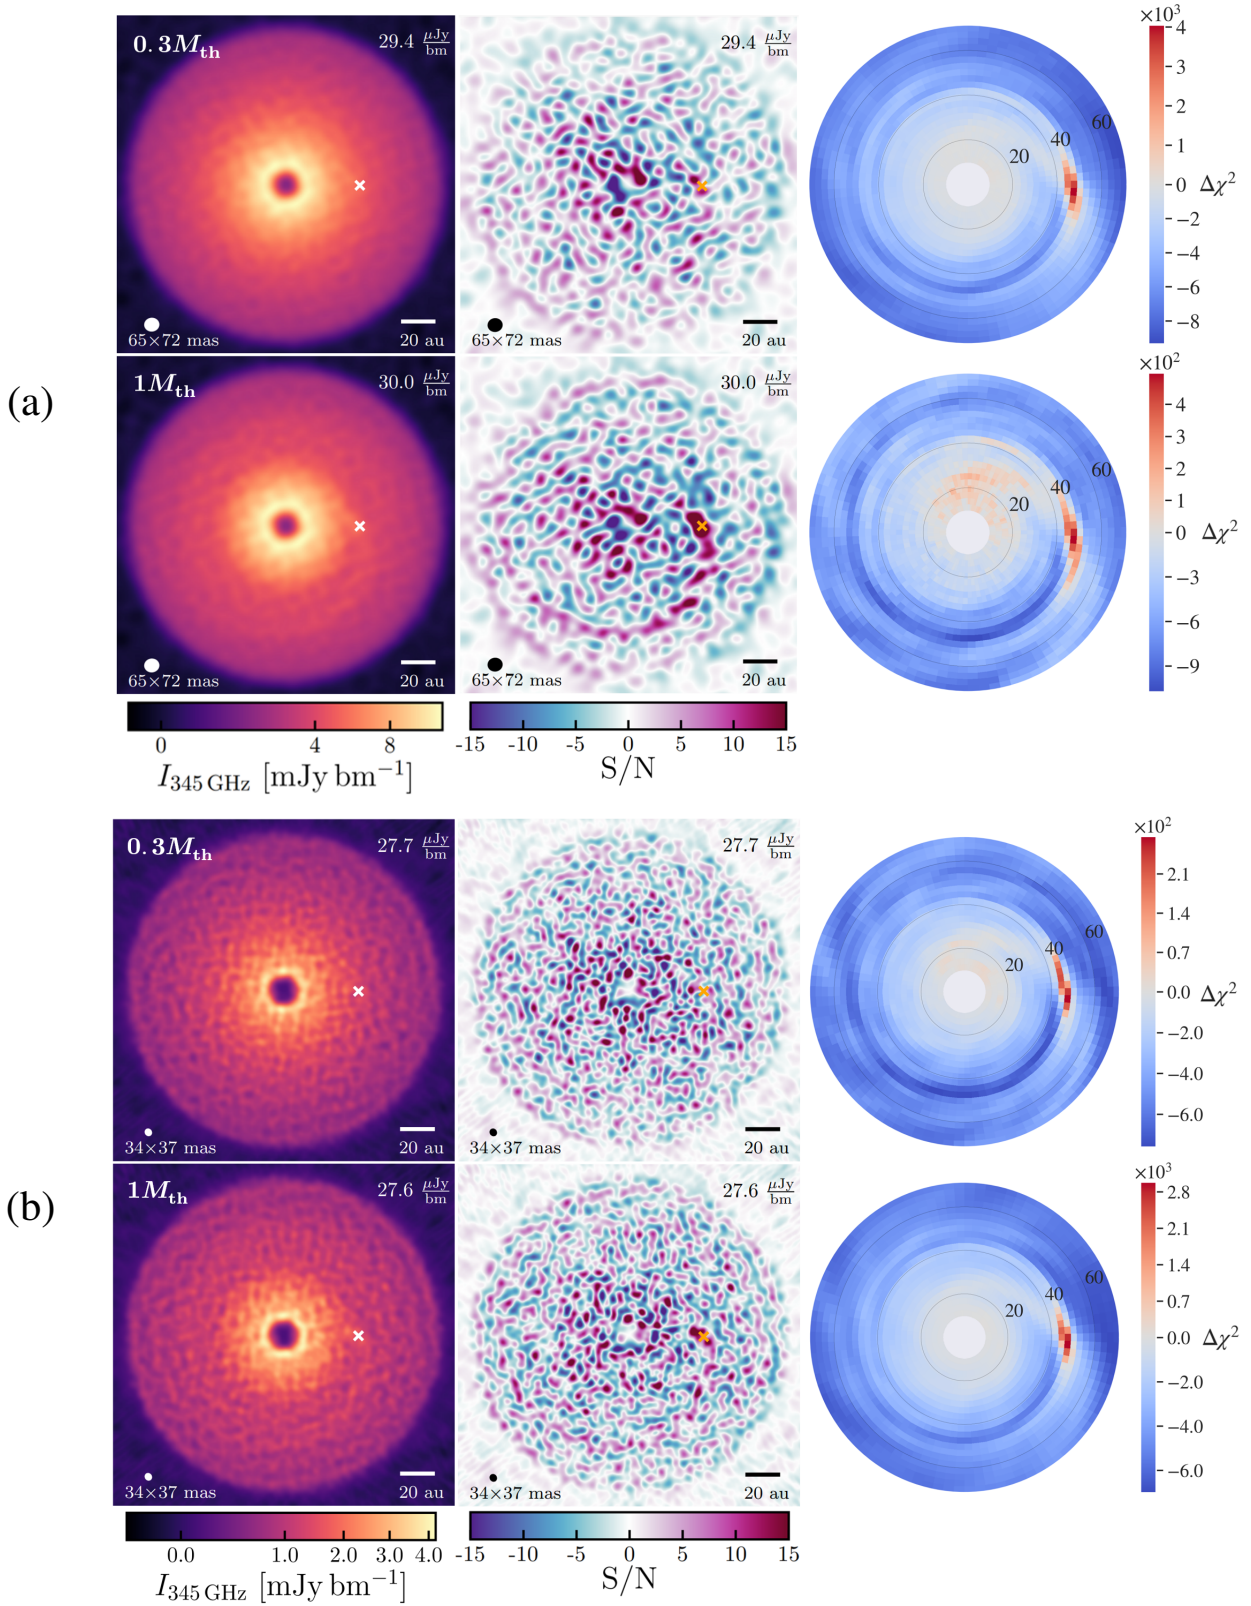 (a)
0.3M_th
29.4 μJy/bm
65×72 mas
20 au
29.4 μJy/bm
65×72 mas
20 au
20
40
60
×10³
4
3
2
1
0
−2
−4
−6
−8
Δχ²
1M_th
30.0 μJy/bm
65×72 mas
20 au
30.0 μJy/bm
65×72 mas
20 au
20
40
60
×10²
4
3
2
1
0
−3
−6
−9
Δχ²
0 4 8
I_345 GHz [mJy bm⁻¹]
-15 -10 -5 0 5 10 15
S/N
(b)
0.3M_th
27.7 μJy/bm
34×37 mas
20 au
27.7 μJy/bm
34×37 mas
20 au
20
40
60
×10²
2.1
1.4
0.7
0.0
−2.0
−4.0
−6.0
Δχ²
1M_th
27.6 μJy/bm
34×37 mas
20 au
27.6 μJy/bm
34×37 mas
20 au
20
40
60
×10³
2.8
2.1
1.4
0.7
0.0
−2.0
−4.0
−6.0
Δχ²
0.0 1.0 2.0 3.0 4.0
I_345 GHz [mJy bm⁻¹]
-15 -10 -5 0 5 10 15
S/N